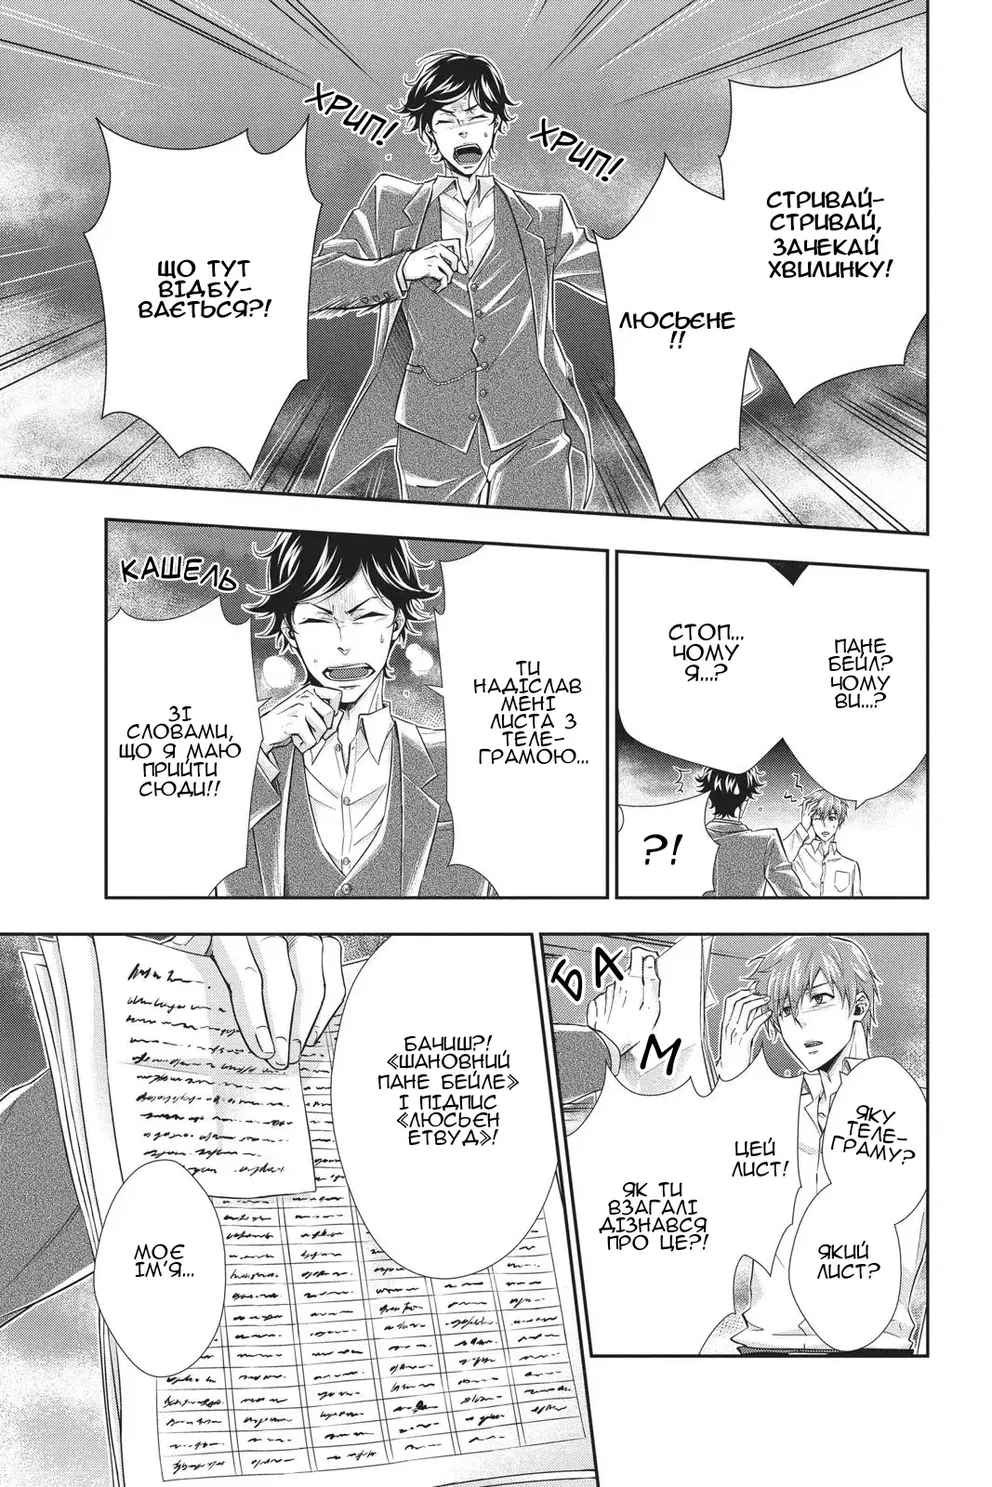 СТРИВАЙ-
СТРИВАЙ,
ЗАЧЕКАЙ
ХВИЛИНКУ!
ЛЮСЬЄНЕ
!!
ХРИП!
ХРИП!
ЩО ТУТ
ВІДБУ-
ВАЄТЬСЯ?!
ПАНЕ
БЕЙЛ?
ЧОМУ
ВИ...?
СТОП...
ЧОМУ
Я...?
?!
ТИ
НАДІСЛАВ
МЕНІ
ЛИСТА З
ТЕЛЕ-
ГРАМОЮ...
КАШЕЛЬ
ЗІ
СЛОВАМИ,
ЩО Я МАЮ
ПРИЙТИ
СЮДИ!!
ЯКУ
ТЕЛЕ-
ГРАМУ?
ЯКИЙ
ЛИСТ?
БАМ
ЦЕЙ
ЛИСТ!
ЯК ТИ
ВЗАГАЛІ
ДІЗНАВСЯ
ПРО ЦЕ?!
БАЧИШ?!
《ШАНОВНИЙ
ПАНЕ БЕЙЛЕ》
І ПІДПИС
《ЛЮСЬЄН
ЕТВУД》!
МОЄ
ІМ'Я...